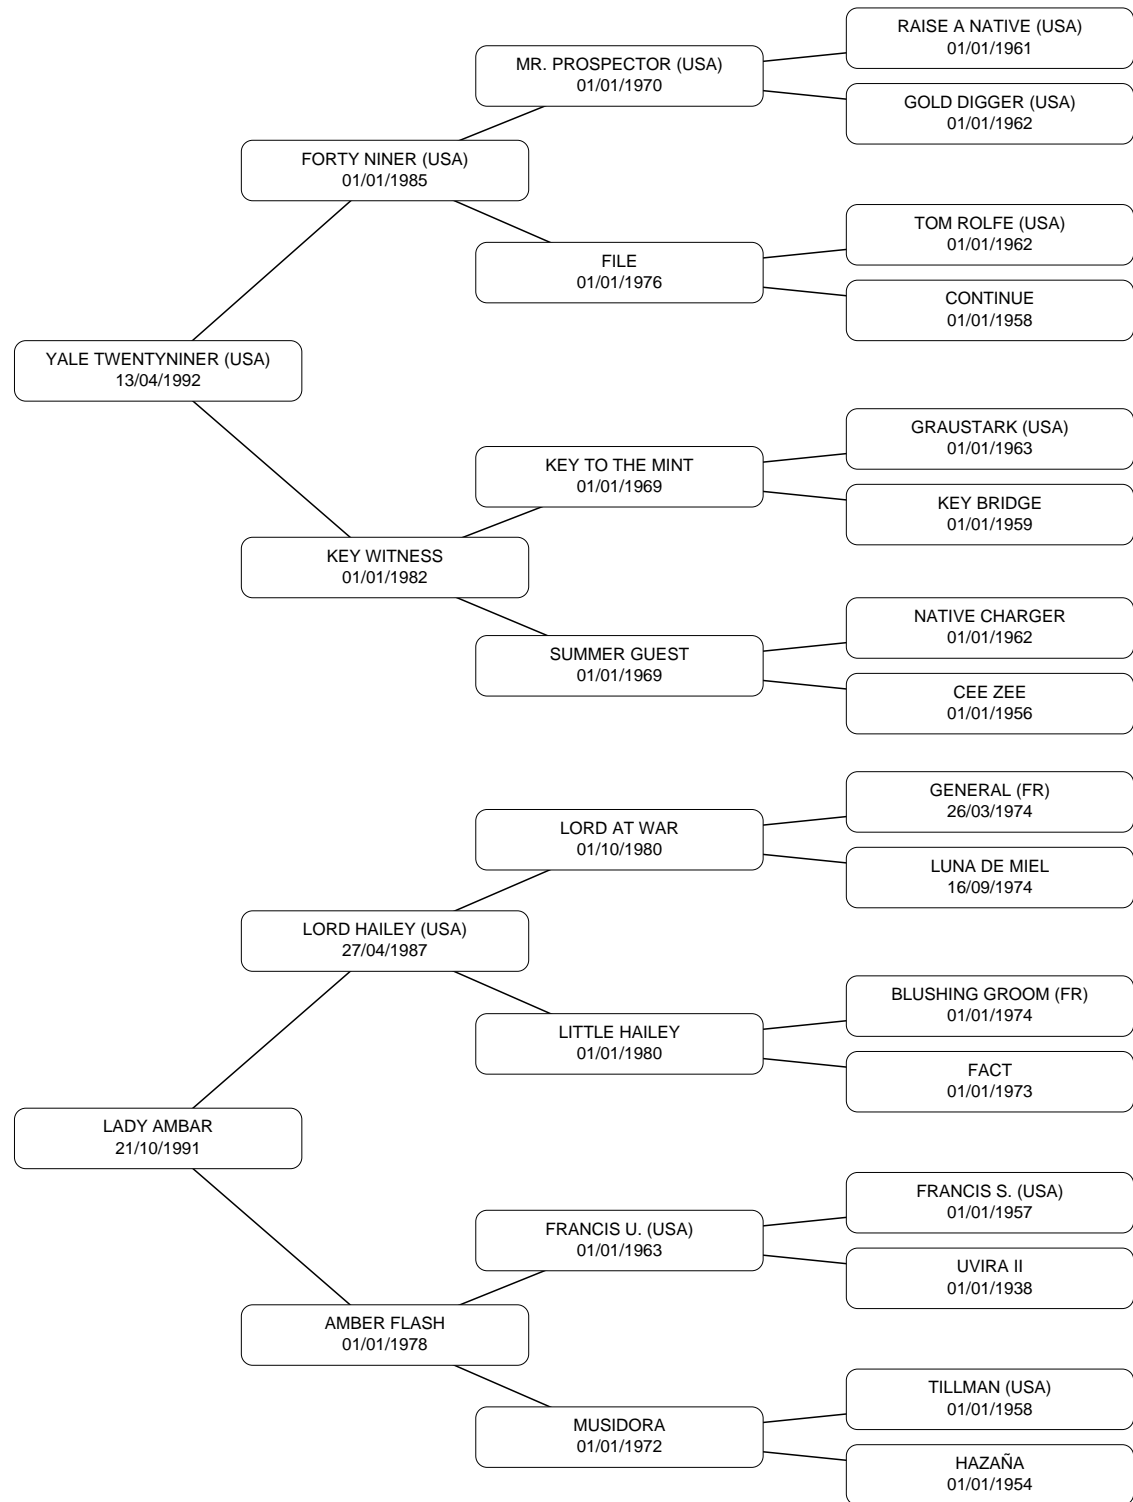 RAISE A NATIVE (USA)
01/01/1961
MR. PROSPECTOR (USA)
01/01/1970
GOLD DIGGER (USA)
01/01/1962
FORTY NINER (USA)
01/01/1985
TOM ROLFE (USA)
01/01/1962
FILE
01/01/1976
CONTINUE
01/01/1958
YALE TWENTYNINER (USA)
13/04/1992
GRAUSTARK (USA)
01/01/1963
KEY TO THE MINT
01/01/1969
KEY BRIDGE
01/01/1959
KEY WITNESS
01/01/1982
NATIVE CHARGER
01/01/1962
SUMMER GUEST
01/01/1969
CEE ZEE
01/01/1956
GENERAL (FR)
26/03/1974
LORD AT WAR
01/10/1980
LUNA DE MIEL
16/09/1974
LORD HAILEY (USA)
27/04/1987
BLUSHING GROOM (FR)
01/01/1974
LITTLE HAILEY
01/01/1980
FACT
01/01/1973
LADY AMBAR
21/10/1991
FRANCIS S. (USA)
01/01/1957
FRANCIS U. (USA)
01/01/1963
UVIRA II
01/01/1938
AMBER FLASH
01/01/1978
TILLMAN (USA)
01/01/1958
MUSIDORA
01/01/1972
HAZAÑA
01/01/1954